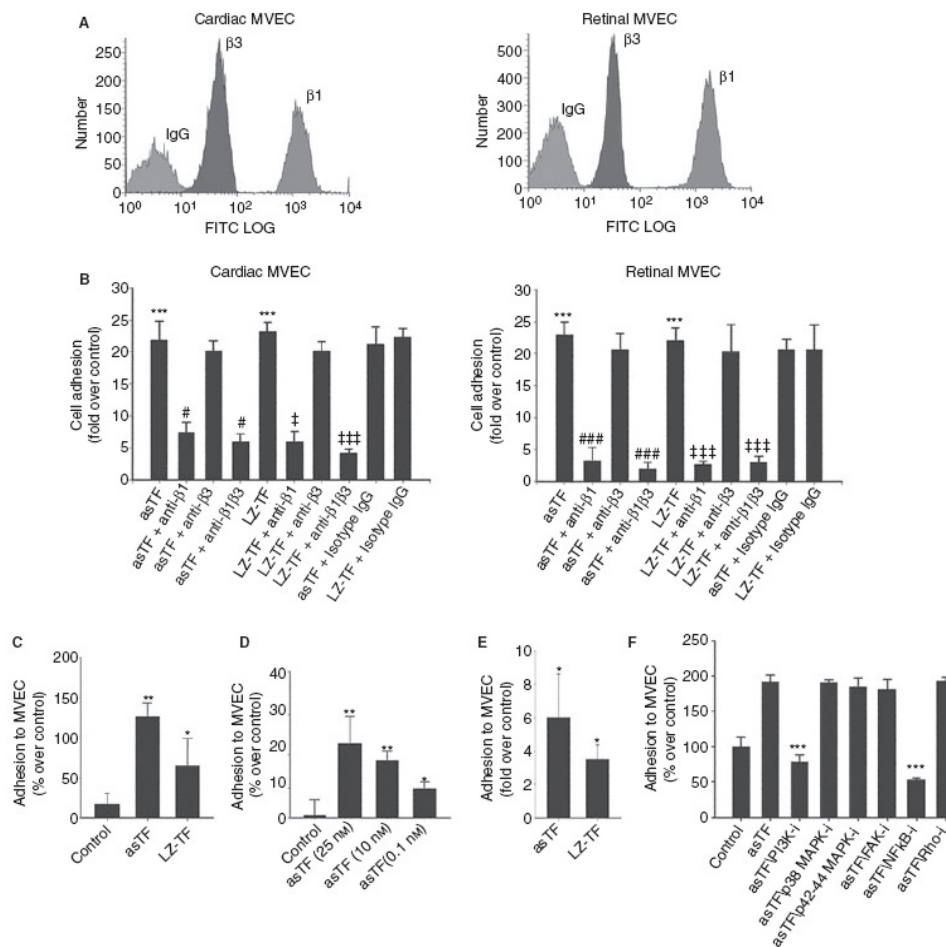 A
Cardiac MVEC
Number
250
200
150
100
50
0
IgG
β3
β1
10⁰ 10¹ 10² 10³ 10⁴
FITC LOG
Retinal MVEC
Number
500
400
300
200
100
0
IgG
β3
β1
10⁰ 10¹ 10² 10³ 10⁴
FITC LOG
B
Cardiac MVEC
Cell adhesion
(fold over control)
30
25
20
15
10
5
0
***
#
#
***
‡
‡‡‡
asTF
asTF + anti-β1
asTF + anti-β3
asTF + anti-β1β3
LZ-TF
LZ-TF + anti-β1
LZ-TF + anti-β3
LZ-TF + anti-β1β3
asTF + Isotype IgG
LZ-TF + Isotype IgG
Retinal MVEC
Cell adhesion
(fold over control)
30
25
20
15
10
5
0
***
###
###
***
‡‡‡
‡‡‡
asTF
asTF + anti-β1
asTF + anti-β3
asTF + anti-β1β3
LZ-TF
LZ-TF + anti-β1
LZ-TF + anti-β3
LZ-TF + anti-β1β3
asTF + Isotype IgG
LZ-TF + Isotype IgG
C
Adhesion to MVEC
(% over control)
200
150
100
50
0
**
*
Control
asTF
LZ-TF
D
Adhesion to MVEC
(% over control)
40
30
20
10
0
**
**
*
Control
asTF (25 nM)
asTF (10 nM)
asTF(0.1 nM)
E
Adhesion to MVEC
(fold over control)
10
8
6
4
2
0
*
*
asTF
LZ-TF
F
Adhesion to MVEC
(% over control)
250
200
150
100
50
0
***
***
Control
asTF
asTF\PI3K-i
asTF\p38 MAPK-i
asTF\p42-44 MAPK-i
asTF\FAK-i
asTF\NFkB-i
asTF\Rho-i